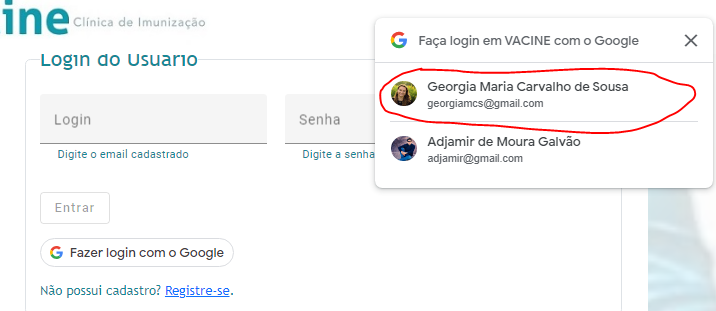 ine Clínica de Imunização
Login do Usuário
Login
Digite o email cadastrado
Senha
Digite a senha
Entrar
Fazer login com o Google
Não possui cadastro? Registre-se.
Faça login em VACINE com o Google
Georgia Maria Carvalho de Sousa
georgiamcs@gmail.com
Adjamir de Moura Galvão
adjamir@gmail.com